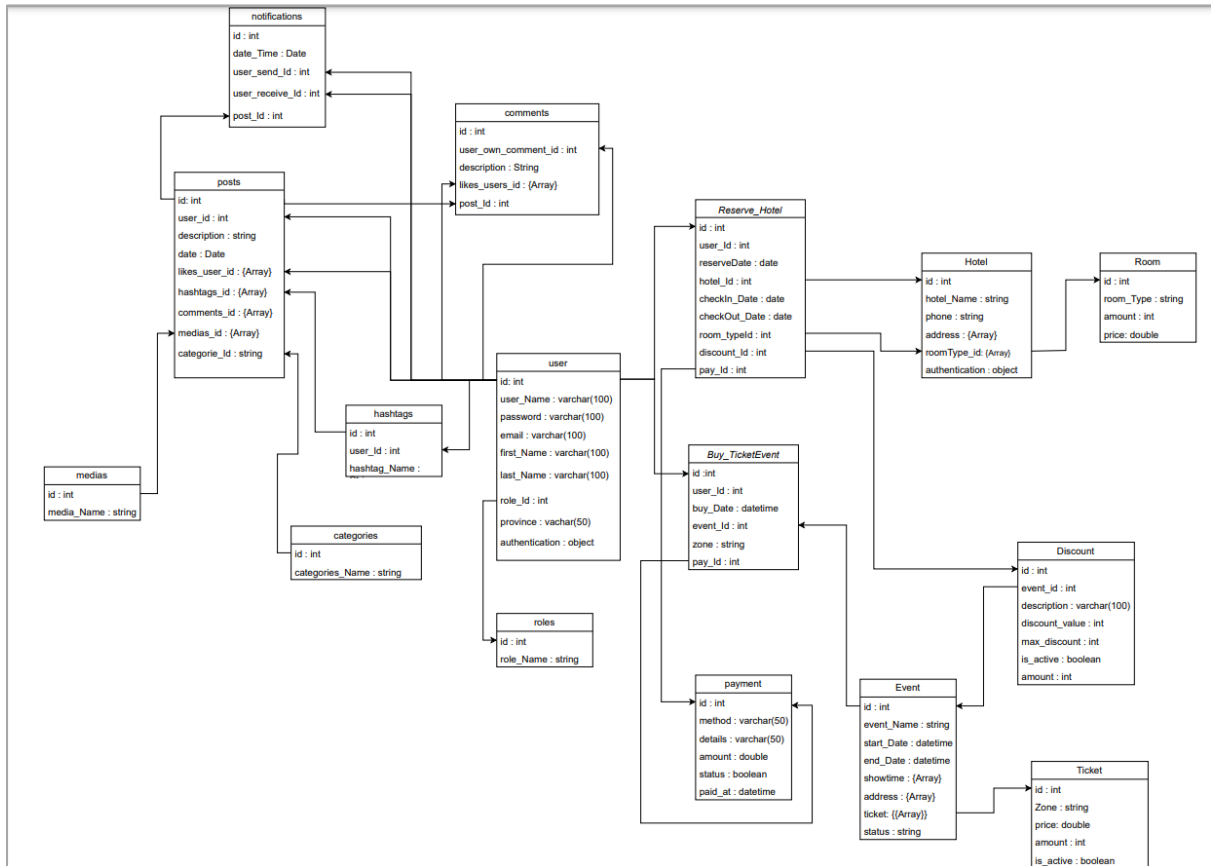 notifications
id : int
date_Time : Date
user_send_Id : int
user_receive_Id : int
post_Id : int
comments
id : int
user_own_comment_id : int
description : String
likes_users_id : {Array}
post_Id : int
posts
id: int
user_id : int
description : string
date : Date
likes_user_id : {Array}
hashtags_id : {Array}
comments_id : {Array}
medias_id : {Array}
categorie_Id : string
Reserve_Hotel
id : int
user_Id : int
reserveDate : date
hotel_Id : int
checkIn_Date : date
checkOut_Date : date
room_typeId : int
discount_Id : int
pay_Id : int
Hotel
id : int
hotel_Name : string
phone : string
address : {Array}
roomType_id: {Array}
authentication : object
Room
id : int
room_Type : string
amount : int
price: double
user
id: int
user_Name : varchar(100)
password : varchar(100)
email : varchar(100)
first_Name : varchar(100)
last_Name : varchar(100)
role_Id : int
province : vachar(50)
authentication : object
hashtags
id : int
user_Id : int
hashtag_Name :
medias
id : int
media_Name : string
categories
id : int
categories_Name : string
Buy_TicketEvent
id :int
user_Id : int
buy_Date : datetime
event_Id : int
zone : string
pay_Id : int
roles
id : int
role_Name : string
Discount
id : int
event_id : int
description : varchar(100)
discount_value : int
max_discount : int
is_active : boolean
amount : int
payment
id : int
method : varchar(50)
details : varchar(50)
amount : double
status : boolean
paid_at : datetime
Event
id : int
event_Name : string
start_Date : datetime
end_Date : datetime
showtime : {Array}
address : {Array}
ticket: {{Array}}
status : string
Ticket
id : int
Zone : string
price: double
amount : int
is_active : boolean